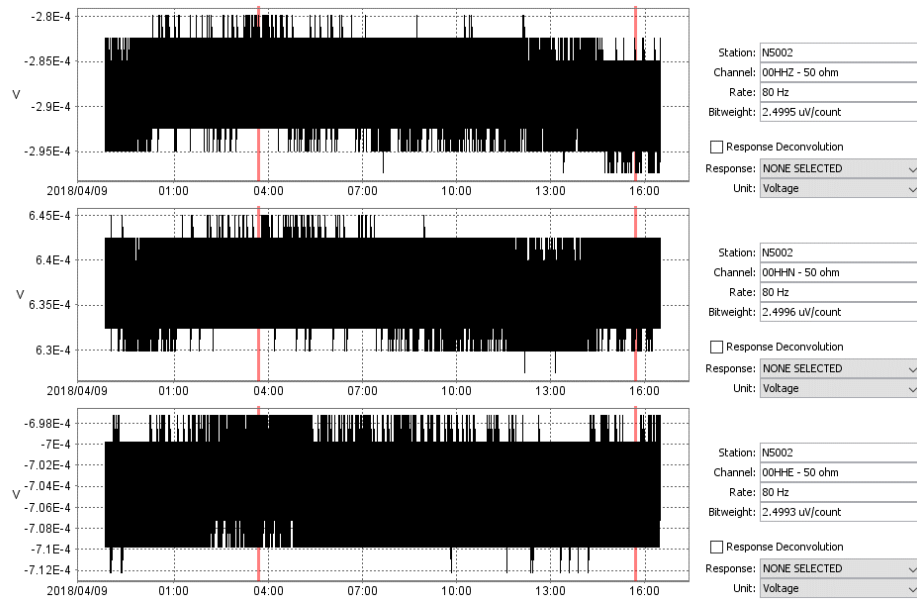 -2.8E-4
-2.85E-4
V
-2.9E-4
-2.95E-4
2018/04/09 01:00 04:00 07:00 10:00 13:00 16:00
Station: N5002
Channel: 00HHZ - 50 ohm
Rate: 80 Hz
Bitweight: 2.4995 uV/count
Response Deconvolution
Response: NONE SELECTED
Unit: Voltage
6.45E-4
6.4E-4
V
6.35E-4
6.3E-4
2018/04/09 01:00 04:00 07:00 10:00 13:00 16:00
Station: N5002
Channel: 00HHN - 50 ohm
Rate: 80 Hz
Bitweight: 2.4996 uV/count
Response Deconvolution
Response: NONE SELECTED
Unit: Voltage
-6.98E-4
-7E-4
-7.02E-4
-7.04E-4
V
-7.06E-4
-7.08E-4
-7.1E-4
-7.12E-4
2018/04/09 01:00 04:00 07:00 10:00 13:00 16:00
Station: N5002
Channel: 00HHE - 50 ohm
Rate: 80 Hz
Bitweight: 2.4993 uV/count
Response Deconvolution
Response: NONE SELECTED
Unit: Voltage